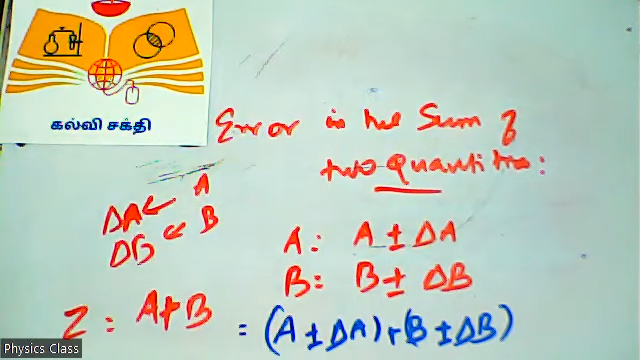 கல்வி சக்தி
Error in the Sum of
two Quantities :
ΔA ← A
ΔB ← B
A : A ± ΔA
B : B ± ΔB
Z : A + B = (A ± ΔA) + (B ± ΔB)
Physics Class